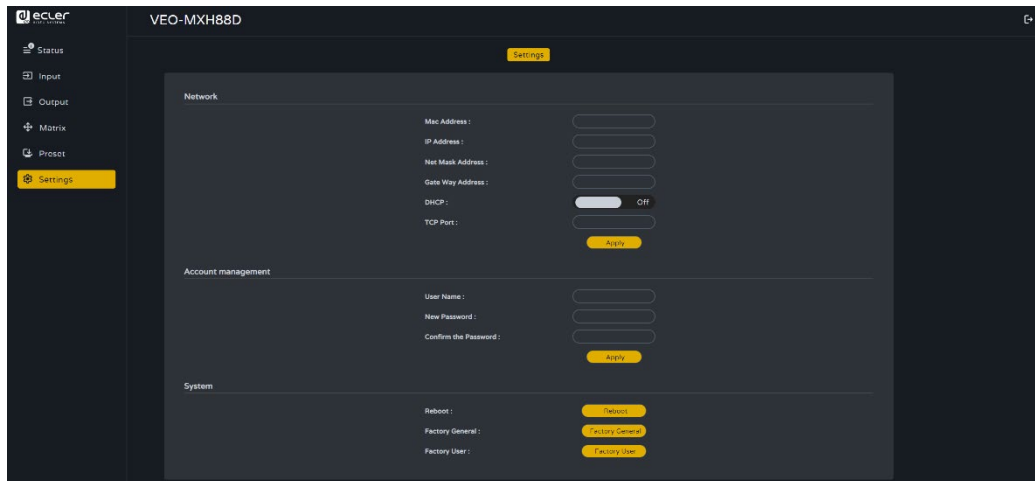 ecler
VEO-MXH88D
Status
Input
Output
Matrix
Preset
Settings
Settings
Network
Mac Address :
IP Address :
Net Mask Address :
Gate Way Address :
DHCP :
Off
TCP Port :
Apply
Account management
User Name :
New Password :
Confirm the Password :
Apply
System
Reboot :
Reboot
Factory General :
Factory General
Factory User :
Factory User